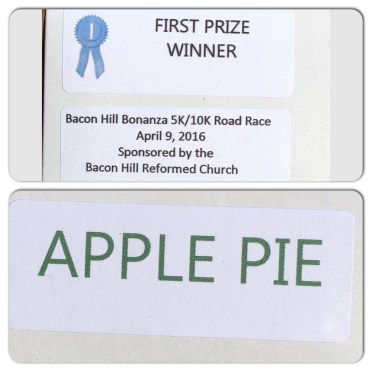 1
FIRST PRIZE
WINNER
Bacon Hill Bonanza 5K/10K Road Race
April 9, 2016
Sponsored by the
Bacon Hill Reformed Church
APPLE PIE